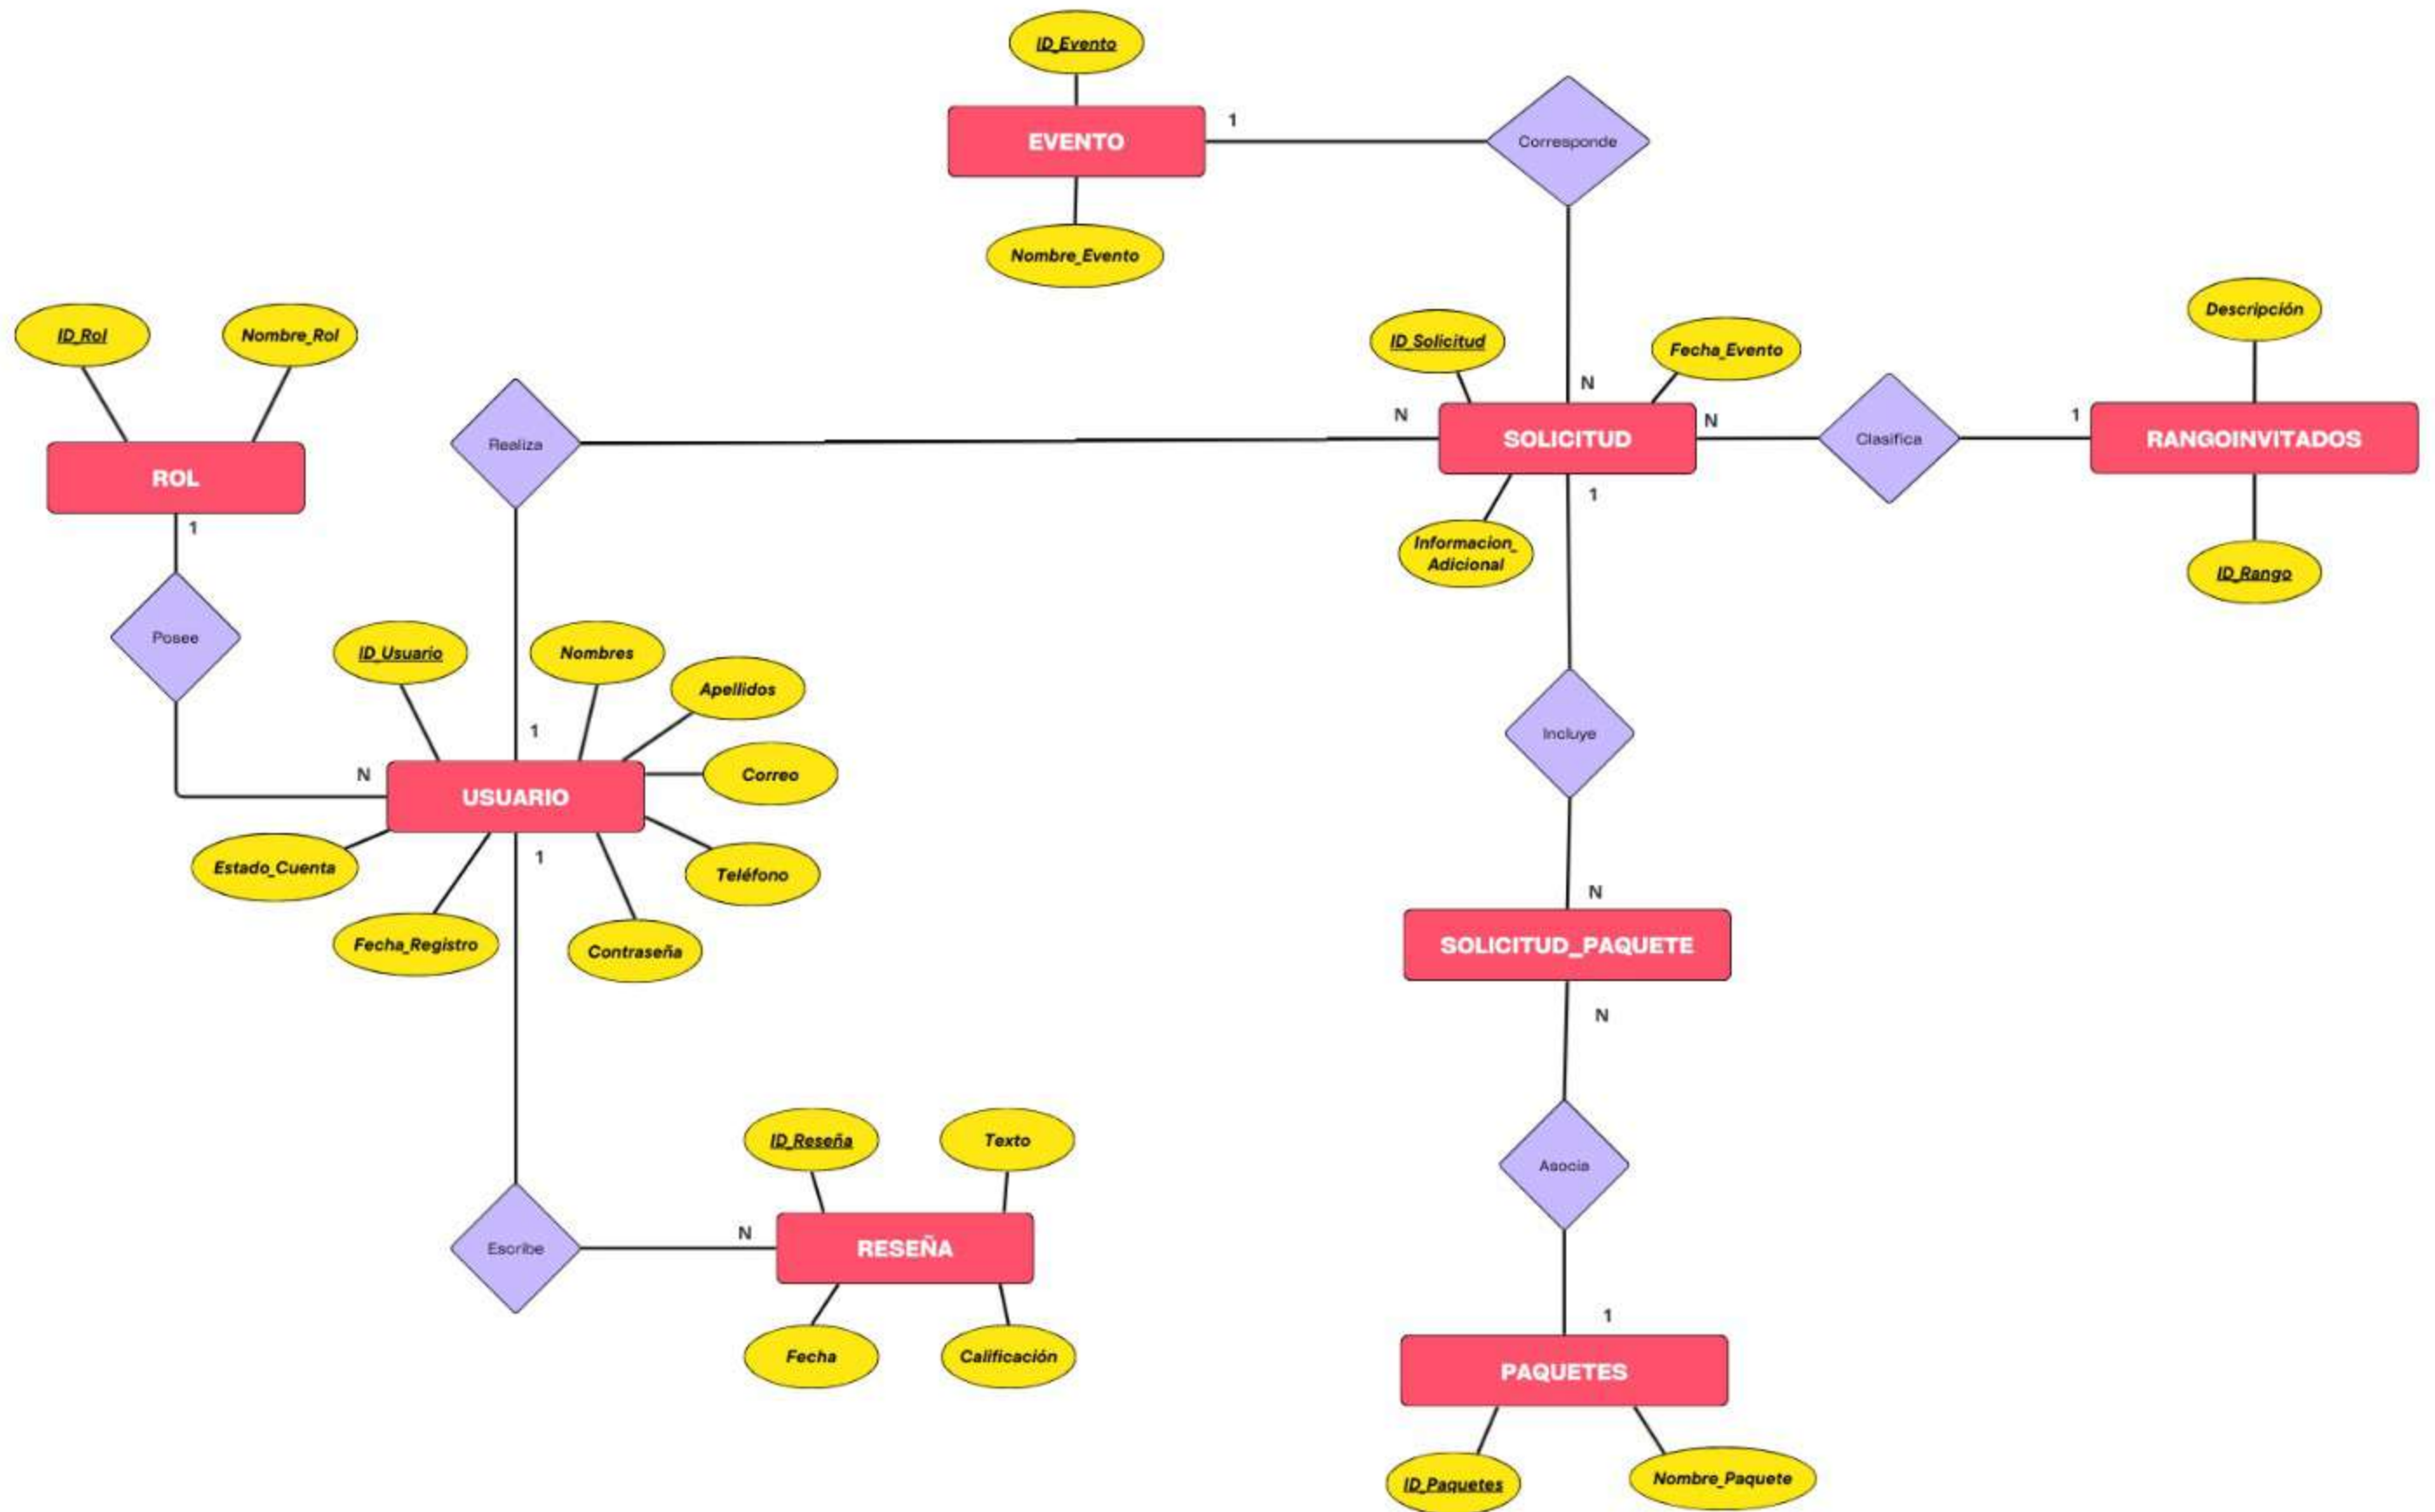 ID_Evento
EVENTO
1
Corresponde
Nombre_Evento
ID_Rol
Nombre_Rol
ROL
1
Posee
Realiza
N
ID_Solicitud
Fecha_Evento
N
SOLICITUD
N
Clasifica
1
Descripción
RANGOINVITADOS
ID_Rango
1
Informacion_
Adicional
Incluye
N
SOLICITUD_PAQUETE
N
Asocia
1
PAQUETES
ID_Paquetes
Nombre_Paquete
ID_Usuario
Nombres
Apellidos
1
N
USUARIO
Correo
Estado_Cuenta
1
Teléfono
Fecha_Registro
Contraseña
Escribe
N
ID_Reseña
Texto
RESEÑA
Fecha
Calificación